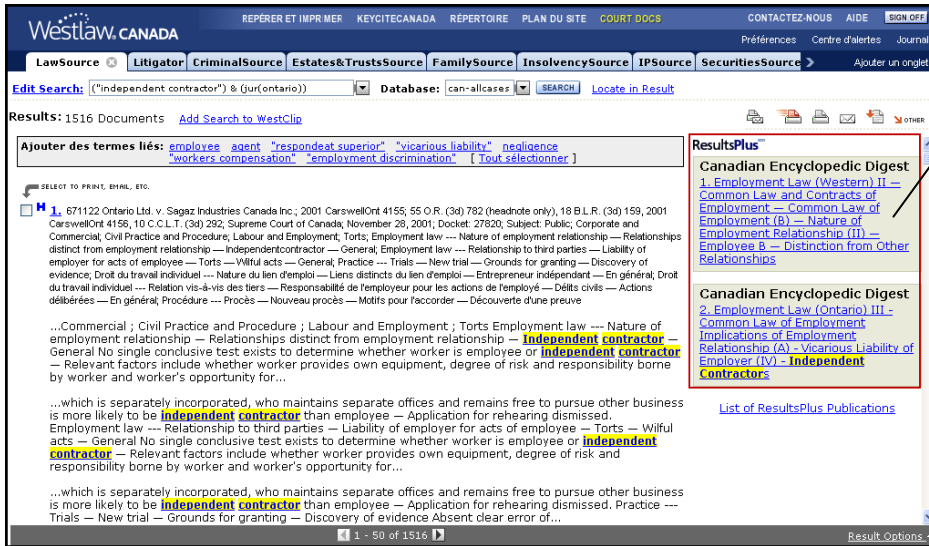 Westlaw. CANADA
REPÉRER ET IMPRIMER KEYCITECANADA RÉPERTOIRE PLAN DU SITE COURT DOCS
CONTACTEZ-NOUS AIDE SIGN OFF
Préférences Centre d'alertes Journal
LawSource Litigator CriminalSource Estates&TrustsSource FamilySource InsolvencySource IPSource SecuritiesSource Ajouter un onglet
Edit Search: ("independent contractor") & (jur(ontario)) Database: can-allcases SEARCH Locate in Result
Results: 1516 Documents Add Search to WestClip
OTHER
Ajouter des termes liés: employee agent "respondeat superior" "vicarious liability" negligence
"workers compensation" "employment discrimination" [ Tout sélectionner ]
SELECT TO PRINT, EMAIL, ETC.
H 1. 671122 Ontario Ltd. v. Sagaz Industries Canada Inc.; 2001 CarswellOnt 4155; 55 O.R. (3d) 782 (headnote only), 18 B.L.R. (3d) 159, 2001
CarswellOnt 4156, 10 C.C.L.T. (3d) 292; Supreme Court of Canada; November 28, 2001; Docket: 27820; Subject: Public; Corporate and
Commercial; Civil Practice and Procedure; Labour and Employment; Torts; Employment law --- Nature of employment relationship — Relationships
distinct from employment relationship — Independentcontractor — General; Employment law --- Relationship to third parties — Liability of
employer for acts of employee — Torts — Wilful acts — General; Practice --- Trials — New trial — Grounds for granting — Discovery of
evidence; Droit du travail individuel --- Nature du lien d'emploi — Liens distincts du lien d'emploi — Entrepreneur indépendant — En général; Droit
du travail individuel --- Relation vis-à-vis des tiers — Responsabilité de l'employeur pour les actions de l'employé — Délits civils — Actions
délibérées — En général; Procédure --- Procès — Nouveau procès — Motifs pour l'accorder — Découverte d'une preuve
...Commercial ; Civil Practice and Procedure ; Labour and Employment ; Torts Employment law --- Nature of
employment relationship — Relationships distinct from employment relationship — Independent contractor —
General No single conclusive test exists to determine whether worker is employee or independent contractor
— Relevant factors include whether worker provides own equipment, degree of risk and responsibility borne
by worker and worker's opportunity for...
...which is separately incorporated, who maintains separate offices and remains free to pursue other business
is more likely to be independent contractor than employee — Application for rehearing dismissed.
Employment law --- Relationship to third parties — Liability of employer for acts of employee — Torts — Wilful
acts — General No single conclusive test exists to determine whether worker is employee or independent
contractor — Relevant factors include whether worker provides own equipment, degree of risk and
responsibility borne by worker and worker's opportunity for...
...which is separately incorporated, who maintains separate offices and remains free to pursue other business
is more likely to be independent contractor than employee — Application for rehearing dismissed. Practice ---
Trials — New trial — Grounds for granting — Discovery of evidence Absent clear error of...
ResultsPlus™
Canadian Encyclopedic Digest
1. Employment Law (Western) II —
Common Law and Contracts of
Employment — Common Law of
Employment (B) — Nature of
Employment Relationship (II) —
Employee B — Distinction from Other
Relationships
Canadian Encyclopedic Digest
2. Employment Law (Ontario) III -
Common Law of Employment
Implications of Employment
Relationship (A) - Vicarious Liability of
Employer (IV) - Independent
Contractors
List of ResultsPlus Publications
1 - 50 of 1516
Result Options